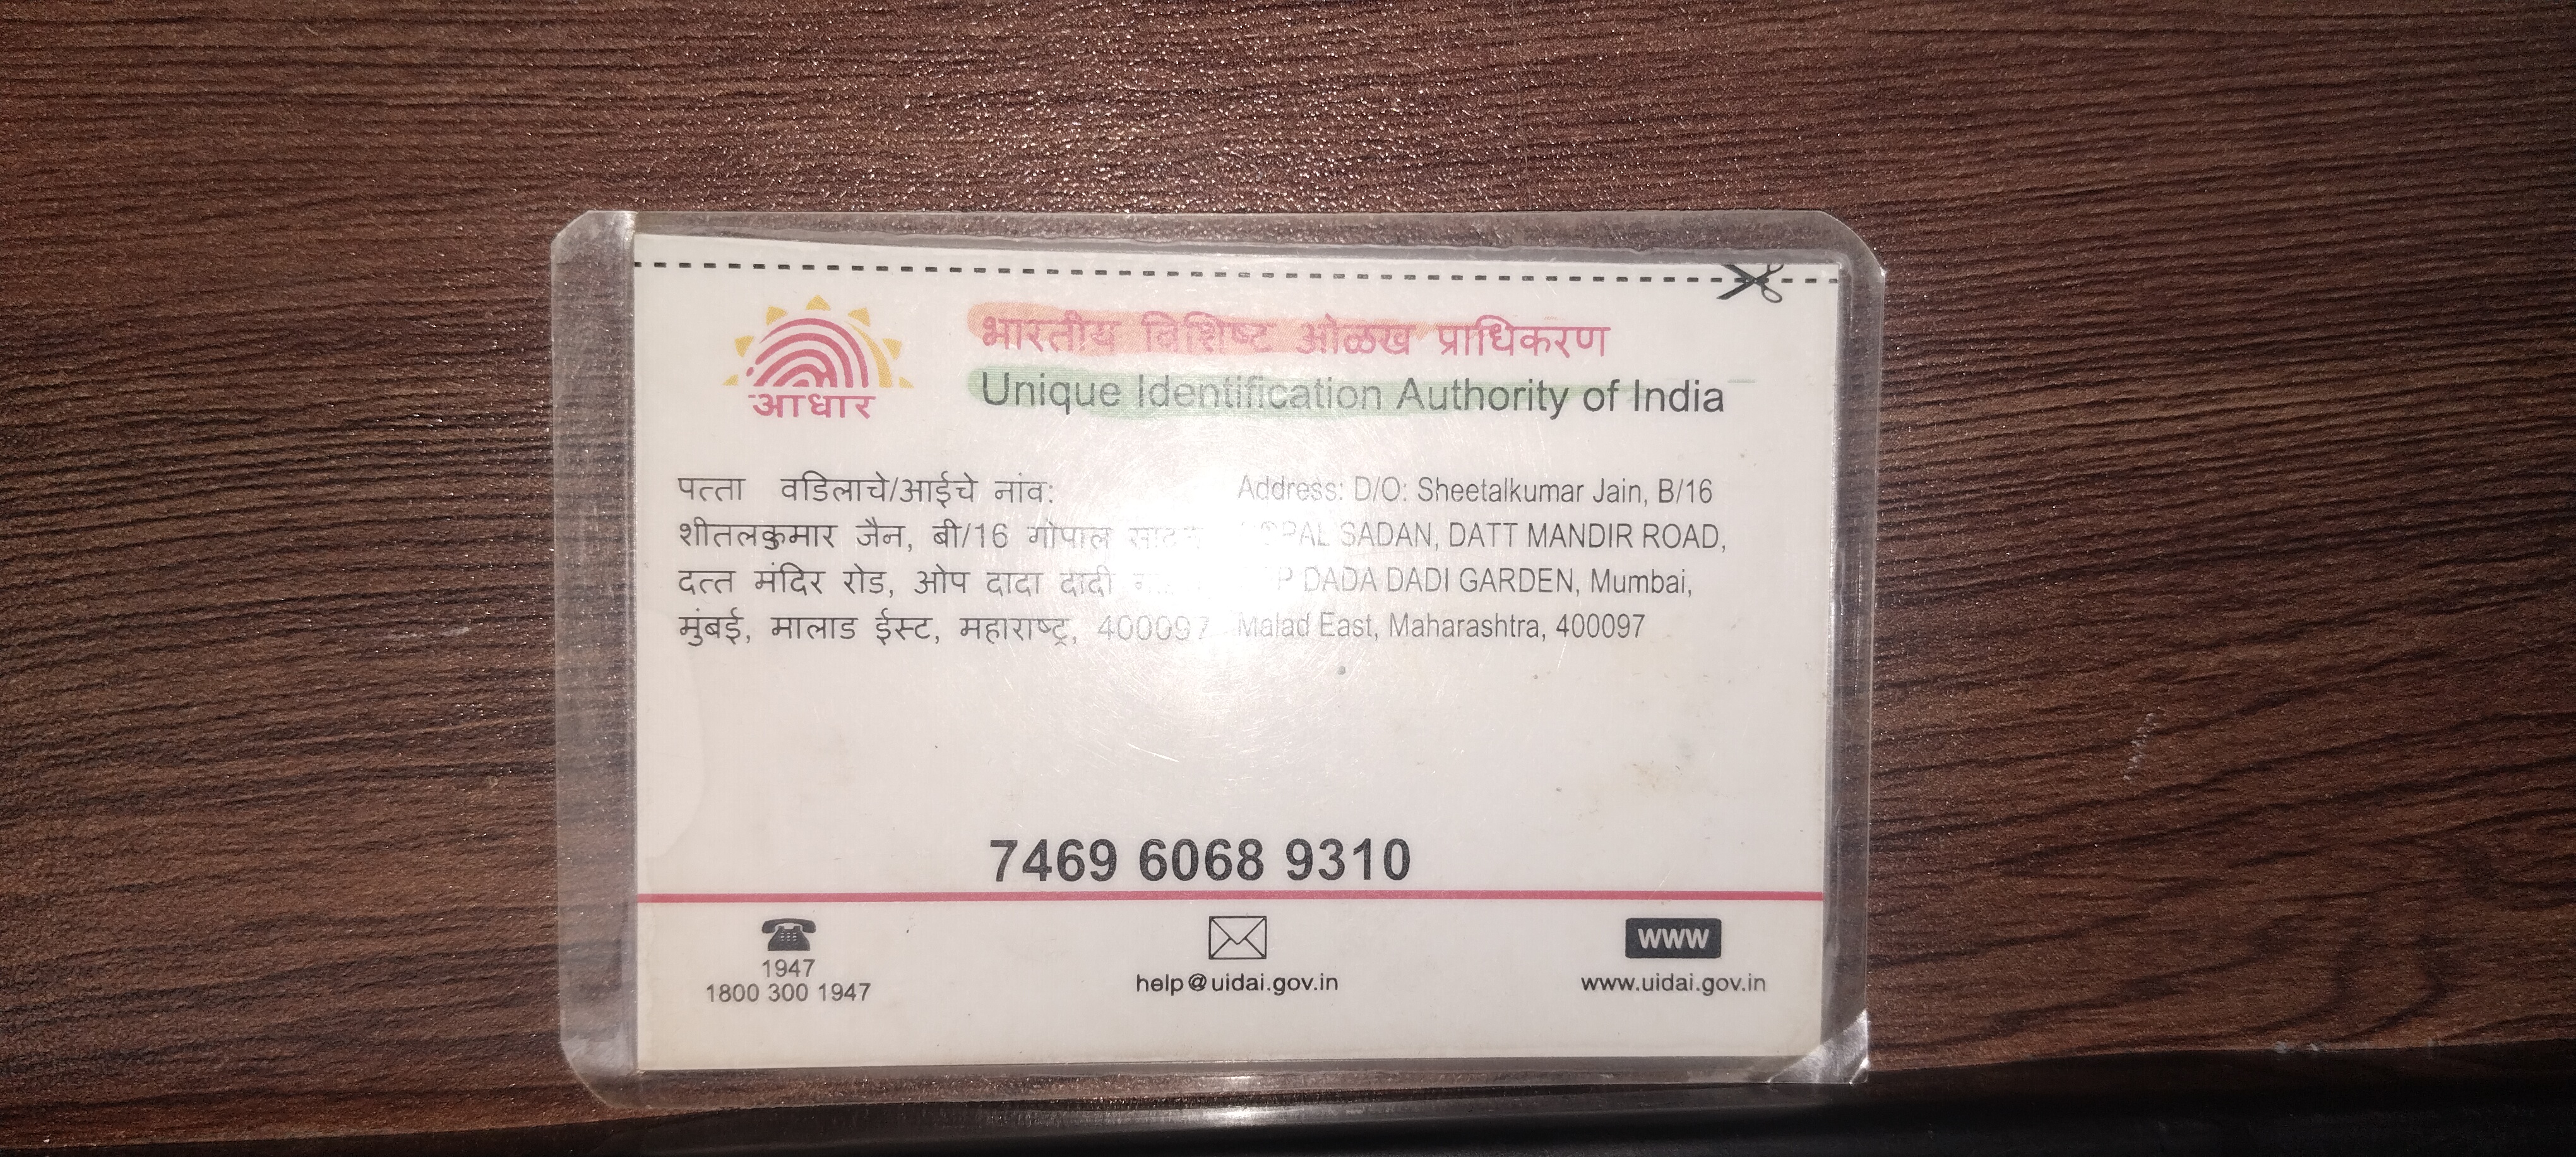 आधार
भारतीय विशिष्ट ओळख प्राधिकरण
Unique Identification Authority of India
पत्ता वडिलाचे/आईचे नांव:
शीतलकुमार जैन, बी/16 गोपाल
दत्त मंदिर रोड, ओप दादा दादी
मुंबई, मालाड ईस्ट, महाराष्ट्र, 400097
Address: D/O: Sheetalkumar Jain, B/16
SADAN, DATT MANDIR ROAD,
DADA DADI GARDEN, Mumbai,
Malad East, Maharashtra, 400097
7469 6068 9310
1947
1800 300 1947
help@uidai.gov.in
WWW
www.uidai.gov.in